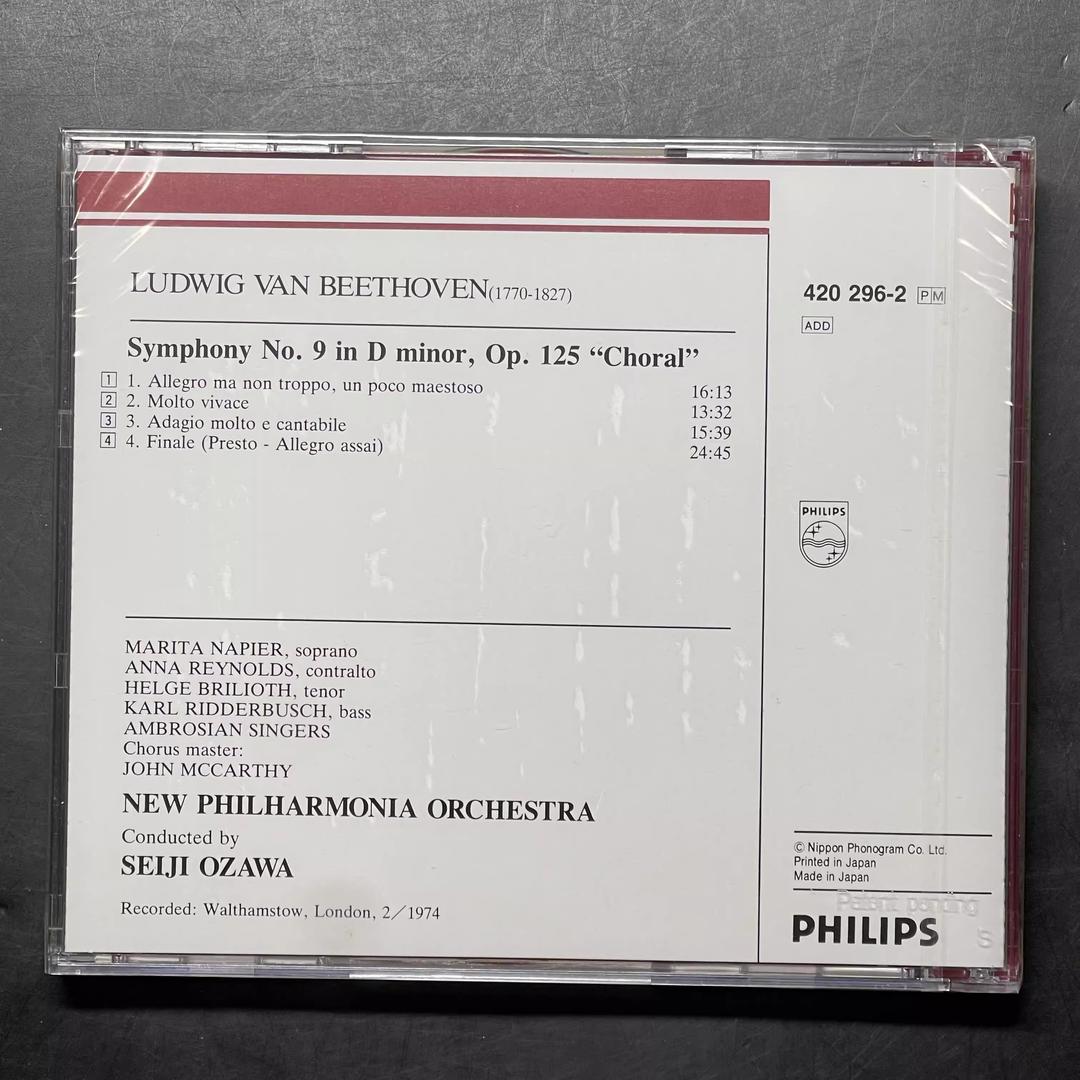 LUDWIG VAN BEETHOVEN(1770-1827)
Symphony No. 9 in D minor, Op. 125 “Choral”
1 1. Allegro ma non troppo, un poco maestoso 16:13
2 2. Molto vivace 13:32
3 3. Adagio molto e cantabile 15:39
4 4. Finale (Presto - Allegro assai) 24:45
MARITA NAPIER, soprano
ANNA REYNOLDS, contralto
HELGE BRILIOTH, tenor
KARL RIDDERBUSCH, bass
AMBROSIAN SINGERS
Chorus master:
JOHN MCCARTHY
NEW PHILHARMONIA ORCHESTRA
Conducted by
SEIJI OZAWA
Recorded: Walthamstow, London, 2/1974
420 296-2 PM
ADD
PHILIPS
© Nippon Phonogram Co. Ltd.
Printed in Japan
Made in Japan
Patent pending
PHILIPS
S